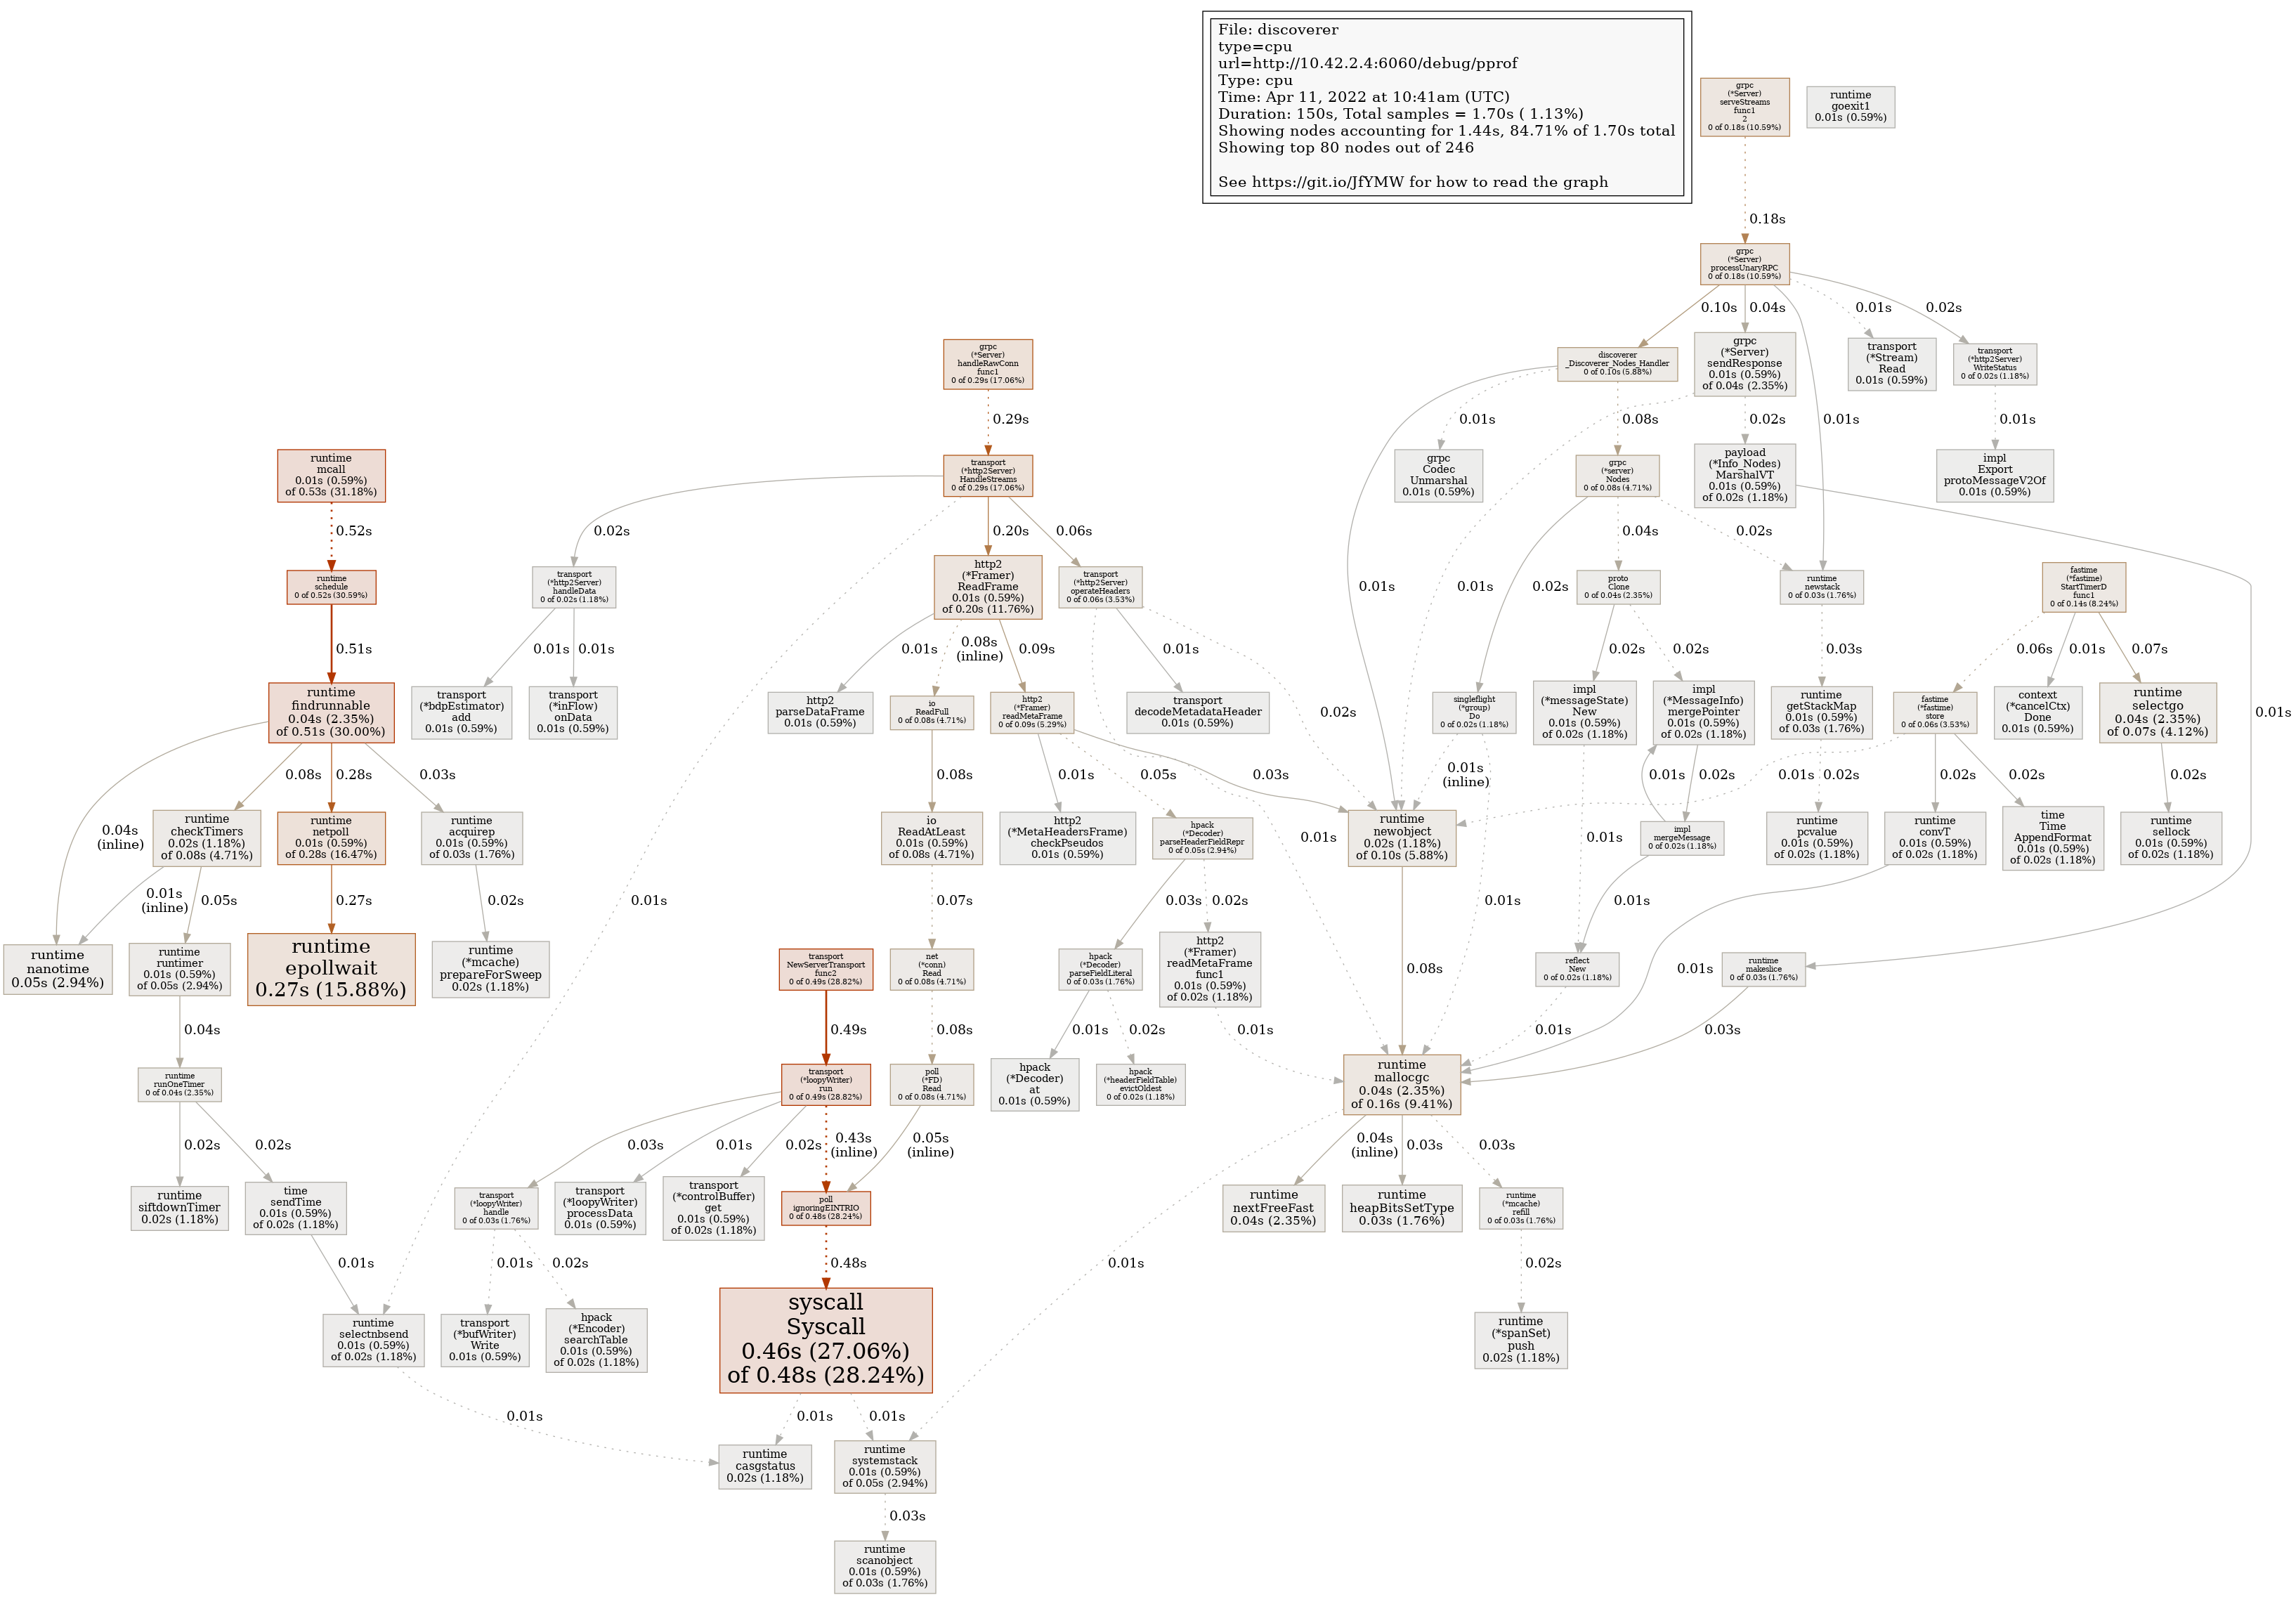 File: discoverer
type=cpu
url=http://10.42.2.4:6060/debug/pprof
Type: cpu
Time: Apr 11, 2022 at 10:41am (UTC)
Duration: 150s, Total samples = 1.70s ( 1.13%)
Showing nodes accounting for 1.44s, 84.71% of 1.70s total
Showing top 80 nodes out of 246
See https://git.io/JfYMW for how to read the graph
grpc
(*Server)
serveStreams
func1
2
0 of 0.18s (10.59%)
runtime
goexit1
0.01s (0.59%)
0.18s
grpc
(*Server)
processUnaryRPC
0 of 0.18s (10.59%)
0.10s
0.04s
0.01s
0.02s
grpc
(*Server)
handleRawConn
func1
0 of 0.29s (17.06%)
discoverer
_Discoverer_Nodes_Handler
0 of 0.10s (5.88%)
grpc
(*Server)
sendResponse
0.01s (0.59%)
of 0.04s (2.35%)
transport
(*Stream)
Read
0.01s (0.59%)
transport
(*http2Server)
WriteStatus
0 of 0.02s (1.18%)
0.29s
0.01s
0.08s
0.02s
0.01s
0.01s
runtime
mcall
0.01s (0.59%)
of 0.53s (31.18%)
transport
(*http2Server)
HandleStreams
0 of 0.29s (17.06%)
grpc
Codec
Unmarshal
0.01s (0.59%)
grpc
(*server)
Nodes
0 of 0.08s (4.71%)
payload
(*Info_Nodes)
MarshalVT
0.01s (0.59%)
of 0.02s (1.18%)
impl
Export
protoMessageV2Of
0.01s (0.59%)
0.52s
0.02s
0.20s
0.06s
0.04s
0.02s
runtime
schedule
0 of 0.52s (30.59%)
transport
(*http2Server)
handleData
0 of 0.02s (1.18%)
http2
(*Framer)
ReadFrame
0.01s (0.59%)
of 0.20s (11.76%)
transport
(*http2Server)
operateHeaders
0 of 0.06s (3.53%)
0.01s
0.01s
0.02s
proto
Clone
0 of 0.04s (2.35%)
runtime
newstack
0 of 0.03s (1.76%)
fastime
(*fastime)
StartTimerD
func1
0 of 0.14s (8.24%)
0.51s
0.01s
0.01s
0.01s
0.08s
(inline)
0.09s
0.01s
0.02s
0.02s
0.03s
0.06s
0.01s
0.07s
runtime
findrunnable
0.04s (2.35%)
of 0.51s (30.00%)
transport
(*bdpEstimator)
add
0.01s (0.59%)
transport
(*inFlow)
onData
0.01s (0.59%)
http2
parseDataFrame
0.01s (0.59%)
io
ReadFull
0 of 0.08s (4.71%)
http2
(*Framer)
readMetaFrame
0 of 0.09s (5.29%)
transport
decodeMetadataHeader
0.01s (0.59%)
0.02s
singleflight
(*group)
Do
0 of 0.02s (1.18%)
impl
(*messageState)
New
0.01s (0.59%)
of 0.02s (1.18%)
impl
(*MessageInfo)
mergePointer
0.01s (0.59%)
of 0.02s (1.18%)
runtime
getStackMap
0.01s (0.59%)
of 0.03s (1.76%)
fastime
(*fastime)
store
0 of 0.06s (3.53%)
context
(*cancelCtx)
Done
0.01s (0.59%)
runtime
selectgo
0.04s (2.35%)
of 0.07s (4.12%)
0.01s
0.08s
0.28s
0.03s
0.08s
0.01s
0.05s
0.03s
0.01s
(inline)
0.01s
0.02s
0.02s
0.01s
0.02s
0.02s
0.02s
0.04s
(inline)
runtime
checkTimers
0.02s (1.18%)
of 0.08s (4.71%)
runtime
netpoll
0.01s (0.59%)
of 0.28s (16.47%)
runtime
acquirep
0.01s (0.59%)
of 0.03s (1.76%)
io
ReadAtLeast
0.01s (0.59%)
of 0.08s (4.71%)
http2
(*MetaHeadersFrame)
checkPseudos
0.01s (0.59%)
hpack
(*Decoder)
parseHeaderFieldRepr
0 of 0.05s (2.94%)
0.01s
runtime
newobject
0.02s (1.18%)
of 0.10s (5.88%)
0.01s
impl
mergeMessage
0 of 0.02s (1.18%)
runtime
pcvalue
0.01s (0.59%)
of 0.02s (1.18%)
runtime
convT
0.01s (0.59%)
of 0.02s (1.18%)
time
Time
AppendFormat
0.01s (0.59%)
of 0.02s (1.18%)
runtime
sellock
0.01s (0.59%)
of 0.02s (1.18%)
0.01s
(inline)
0.05s
0.27s
0.02s
0.01s
0.07s
0.03s
0.02s
0.01s
0.01s
runtime
nanotime
0.05s (2.94%)
runtime
runtimer
0.01s (0.59%)
of 0.05s (2.94%)
runtime
epollwait
0.27s (15.88%)
runtime
(*mcache)
prepareForSweep
0.02s (1.18%)
transport
NewServerTransport
func2
0 of 0.49s (28.82%)
net
(*conn)
Read
0 of 0.08s (4.71%)
hpack
(*Decoder)
parseFieldLiteral
0 of 0.03s (1.76%)
http2
(*Framer)
readMetaFrame
func1
0.01s (0.59%)
of 0.02s (1.18%)
0.08s
reflect
New
0 of 0.02s (1.18%)
0.01s
runtime
makeslice
0 of 0.03s (1.76%)
0.04s
0.49s
0.08s
0.01s
0.02s
0.01s
0.01s
0.03s
runtime
runOneTimer
0 of 0.04s (2.35%)
transport
(*loopyWriter)
run
0 of 0.49s (28.82%)
poll
(*FD)
Read
0 of 0.08s (4.71%)
hpack
(*Decoder)
at
0.01s (0.59%)
hpack
(*headerFieldTable)
evictOldest
0 of 0.02s (1.18%)
runtime
mallocgc
0.04s (2.35%)
of 0.16s (9.41%)
0.02s
0.02s
0.03s
0.01s
0.02s
0.43s
(inline)
0.05s
(inline)
0.04s
(inline)
0.03s
0.03s
runtime
siftdownTimer
0.02s (1.18%)
time
sendTime
0.01s (0.59%)
of 0.02s (1.18%)
transport
(*loopyWriter)
handle
0 of 0.03s (1.76%)
transport
(*loopyWriter)
processData
0.01s (0.59%)
transport
(*controlBuffer)
get
0.01s (0.59%)
of 0.02s (1.18%)
poll
ignoringEINTRIO
0 of 0.48s (28.24%)
runtime
nextFreeFast
0.04s (2.35%)
runtime
heapBitsSetType
0.03s (1.76%)
runtime
(*mcache)
refill
0 of 0.03s (1.76%)
0.01s
0.01s
0.02s
0.48s
0.01s
0.02s
runtime
selectnbsend
0.01s (0.59%)
of 0.02s (1.18%)
transport
(*bufWriter)
Write
0.01s (0.59%)
hpack
(*Encoder)
searchTable
0.01s (0.59%)
of 0.02s (1.18%)
syscall
Syscall
0.46s (27.06%)
of 0.48s (28.24%)
runtime
(*spanSet)
push
0.02s (1.18%)
0.01s
0.01s
0.01s
runtime
casgstatus
0.02s (1.18%)
runtime
systemstack
0.01s (0.59%)
of 0.05s (2.94%)
0.03s
runtime
scanobject
0.01s (0.59%)
of 0.03s (1.76%)